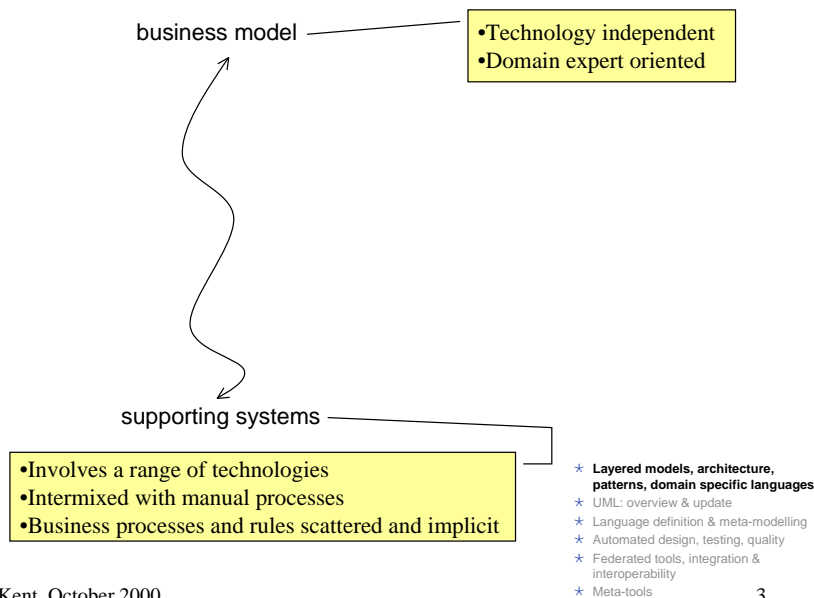 business model
•Technology independent
•Domain expert oriented
supporting systems
•Involves a range of technologies
•Intermixed with manual processes
•Business processes and rules scattered and implicit
* Layered models, architecture,
patterns, domain specific languages
* UML: overview & update
* Language definition & meta-modelling
* Automated design, testing, quality
* Federated tools, integration &
interoperability
* Meta-tools
Kent, October 2000
3